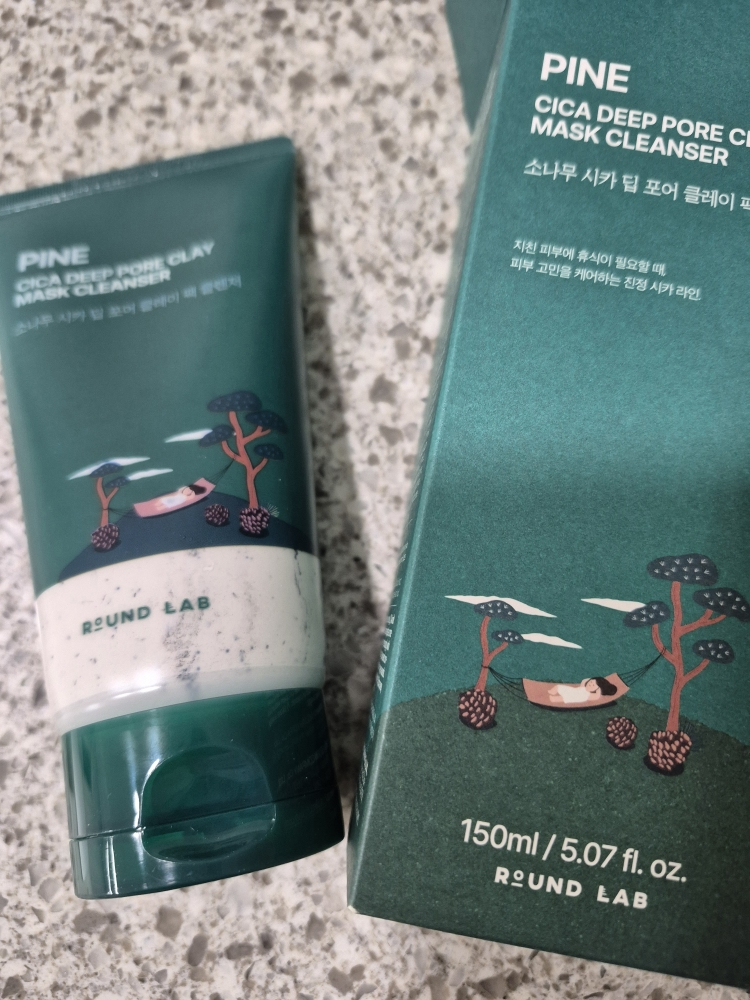 PINE
CICA DEEP PORE CLAY
MASK CLEANSER
소나무 시카 딥 포어 클레이 팩 클렌저
ROUND LAB
PINE
CICA DEEP PORE
MASK CLEANSER
소나무 시카 딥 포어 클레이
지친 피부에 휴식이 필요할 때,
피부 고민을 케어하는 진정 시카 라인.
150ml / 5.07 fl. oz.
ROUND LAB